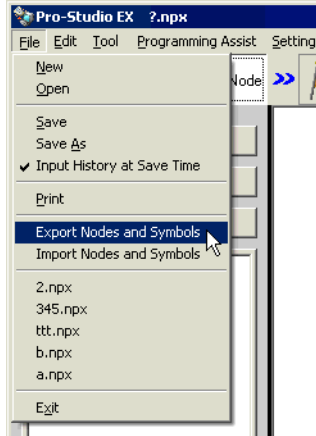 Pro-Studio EX ?.npx
File Edit Tool Programming Assist Setting
New
Open
Node
Save
Save As
Input History at Save Time
Print
Export Nodes and Symbols
Import Nodes and Symbols
2.npx
345.npx
ttt.npx
b.npx
a.npx
Exit